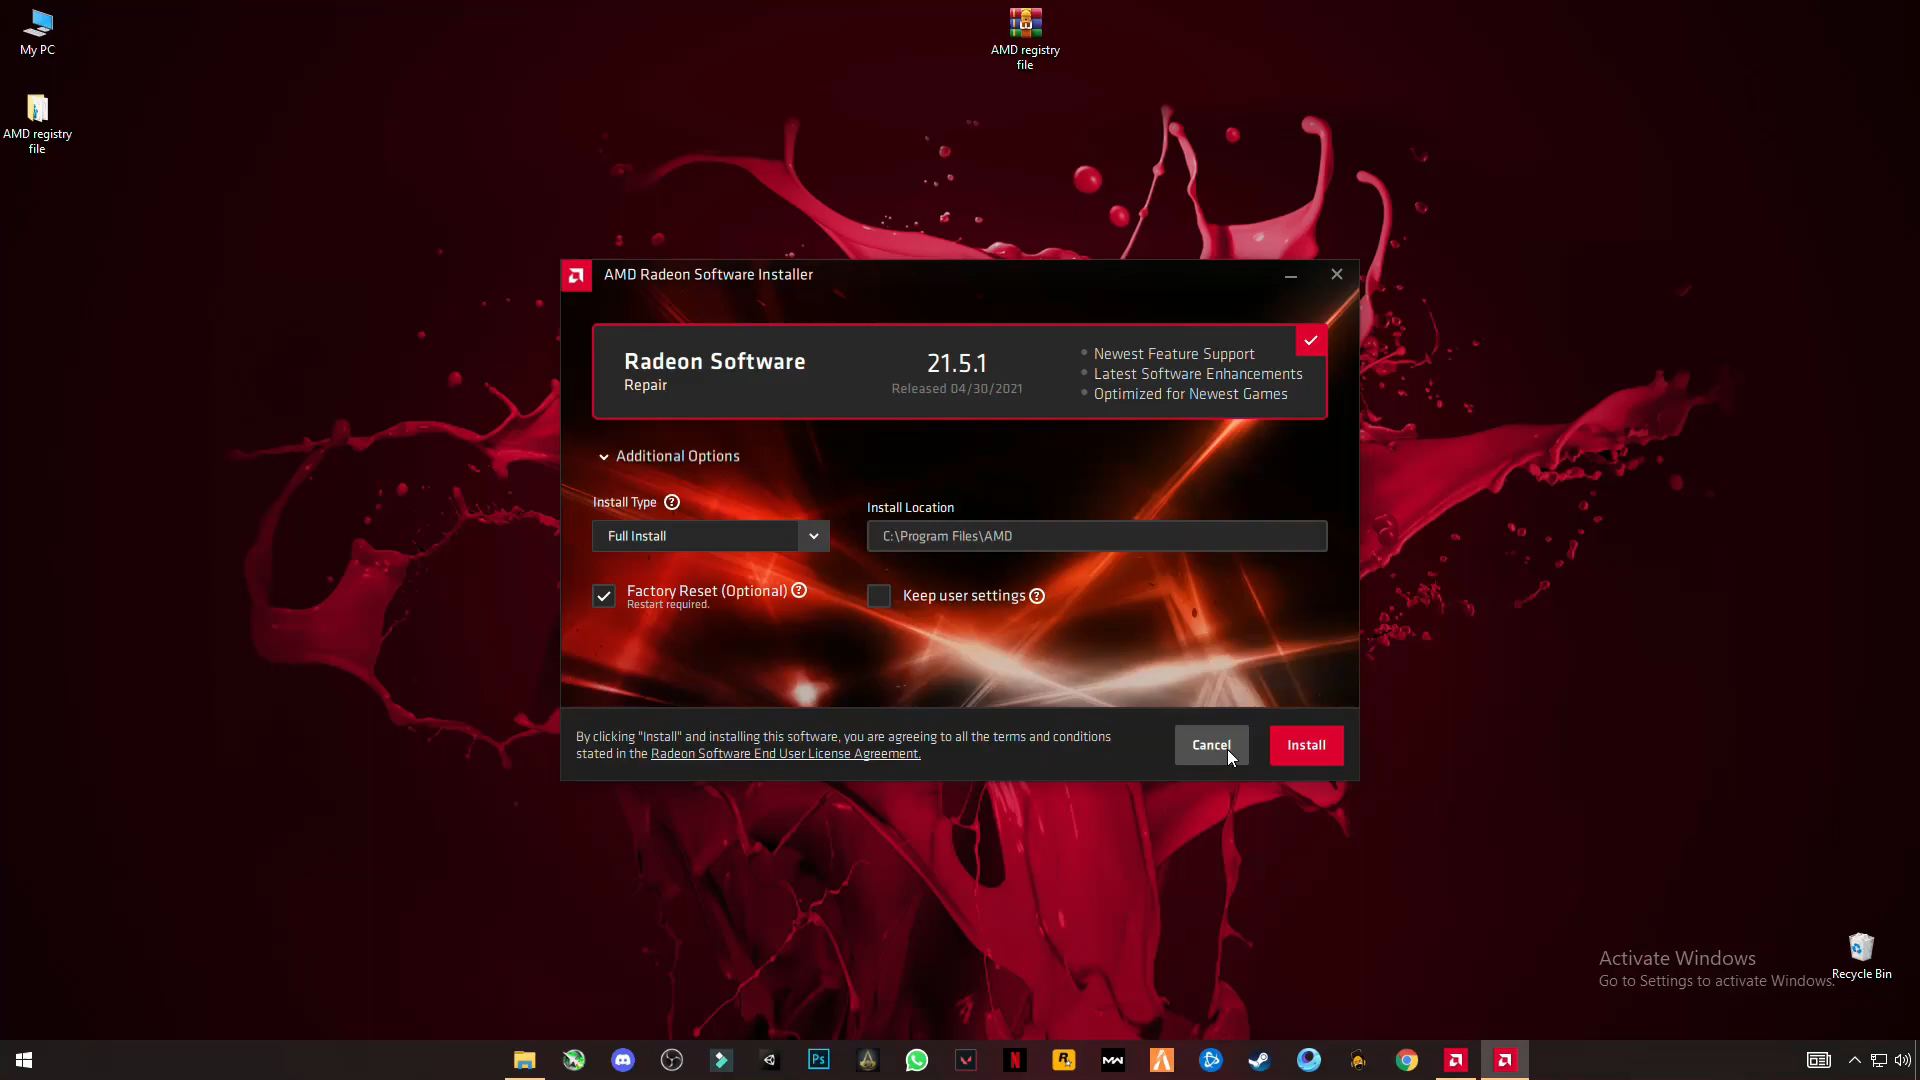 My PC
AMD registry
file
AMD registry
file
AMD Radeon Software Installer
Radeon Software
Repair
21.5.1
Released 04/30/2021
Newest Feature Support
Latest Software Enhancements
Optimized for Newest Games
Additional Options
Install Type ?
Full Install
Install Location
C:\Program Files\AMD
Factory Reset (Optional) ?
Restart required.
Keep user settings ?
By clicking "Install" and installing this software, you are agreeing to all the terms and conditions
stated in the Radeon Software End User License Agreement.
Cancel
Install
Activate Windows
Go to Settings to activate Windows.
Recycle Bin
Ps
N
R
MW